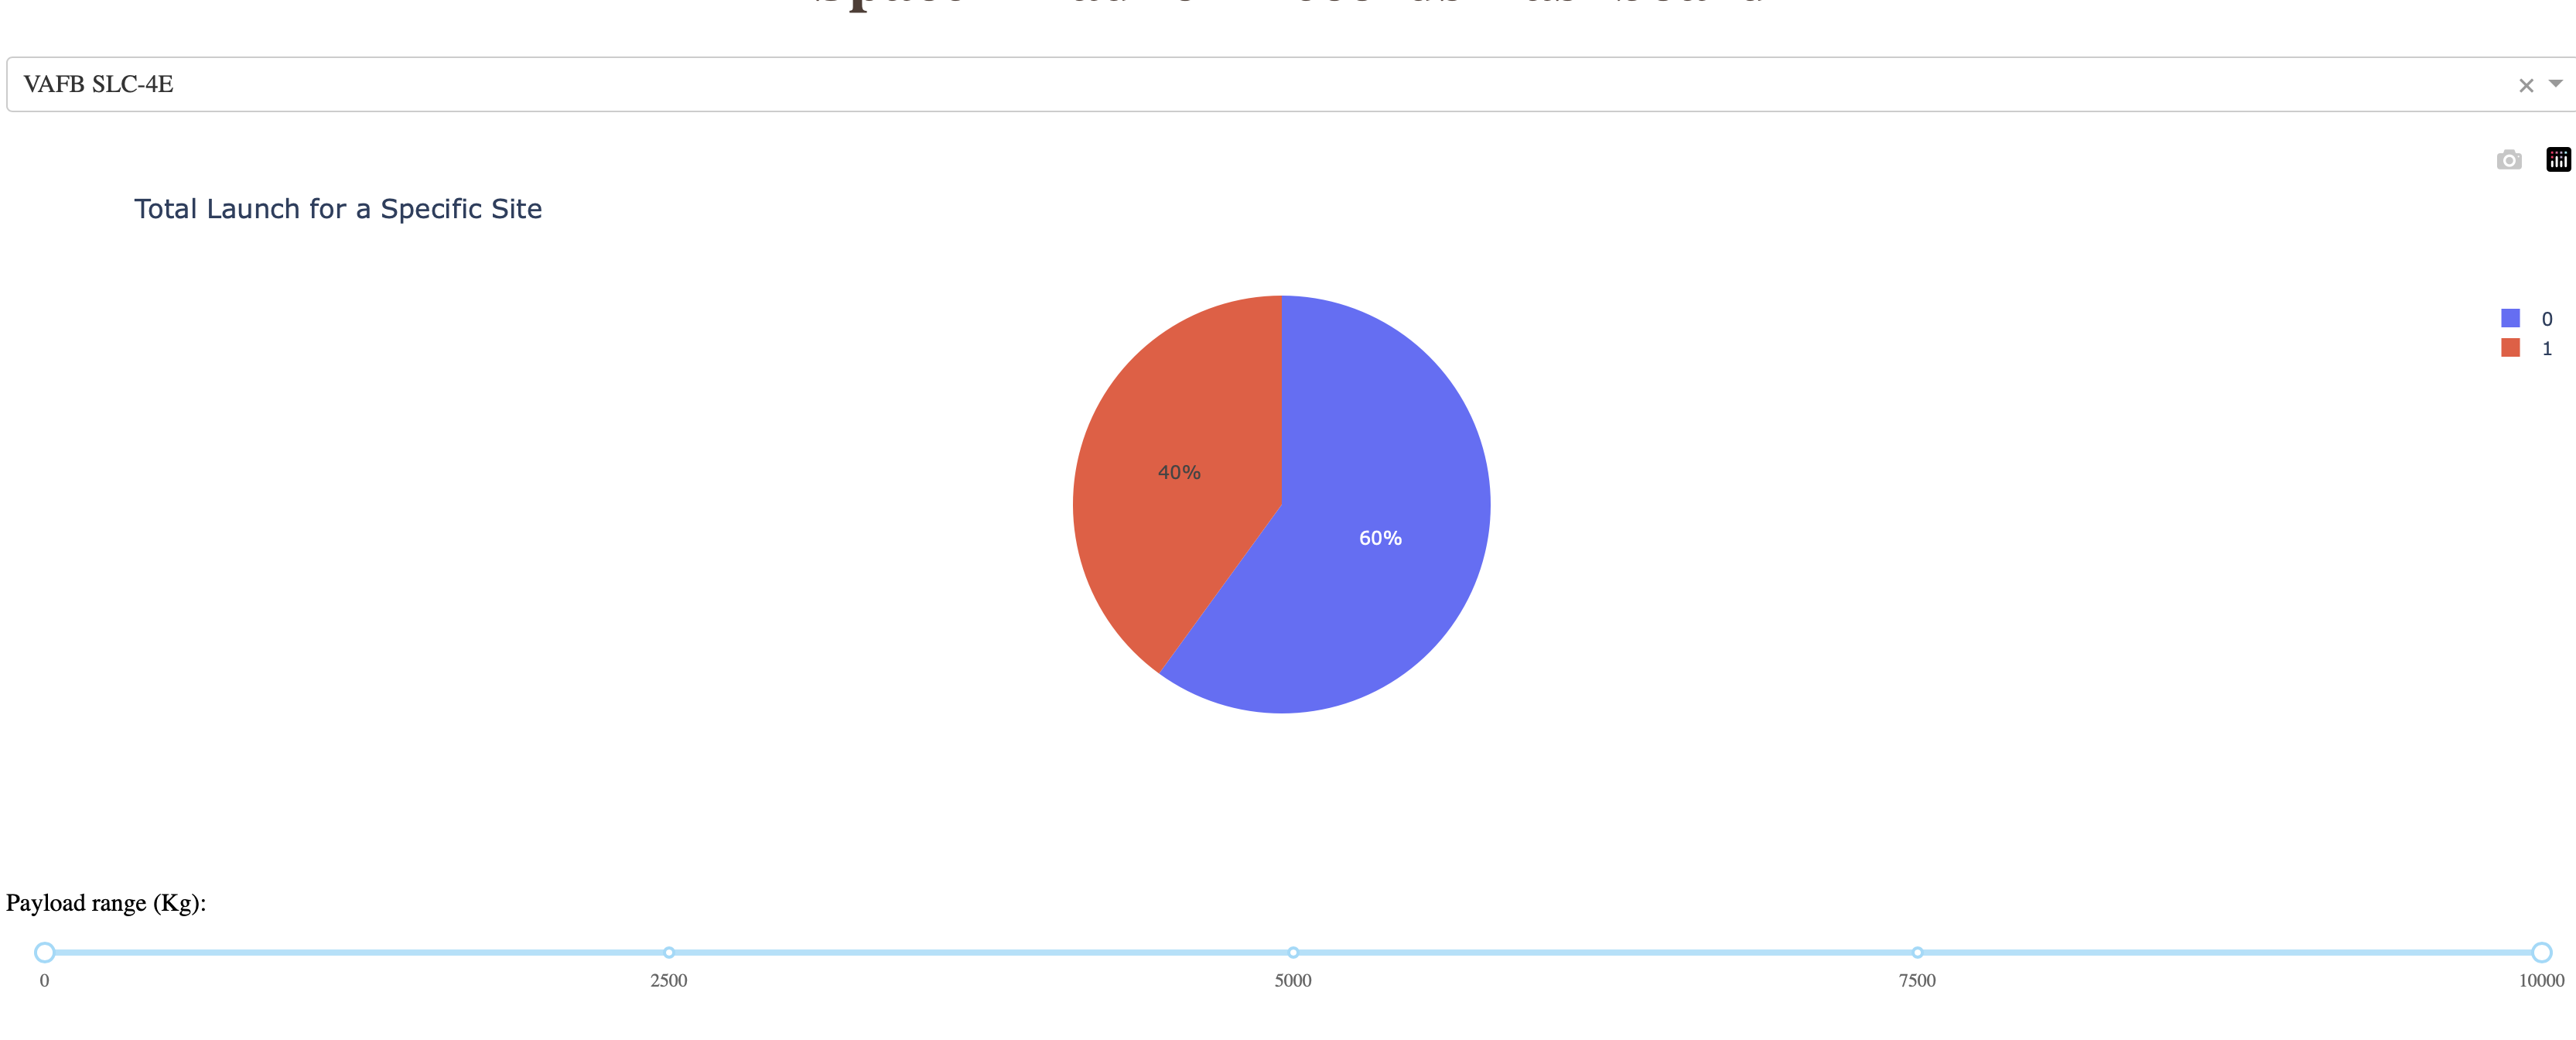 VAFB SLC-4E
Total Launch for a Specific Site
0
1
40%
60%
Payload range (Kg):
0 2500 5000 7500 10000